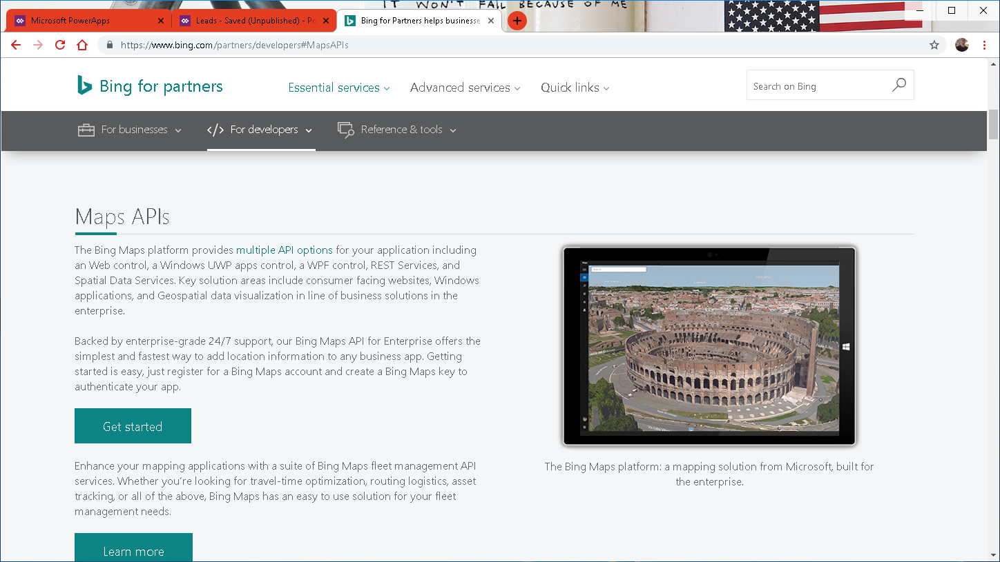 IT WON'T FAIL BECAUSE OF ME
Microsoft PowerApps
Leads - Saved (Unpublished) - Po
Bing for Partners helps businesse
https://www.bing.com/partners/developers#MapsAPIs
Bing for partners
Essential services
Advanced services
Quick links
Search on Bing
For businesses
</> For developers
Reference & tools
Maps APIs
The Bing Maps platform provides multiple API options for your application including
an Web control, a Windows UWP apps control, a WPF control, REST Services, and
Spatial Data Services. Key solution areas include consumer facing websites, Windows
applications, and Geospatial data visualization in line of business solutions in the
enterprise.
Backed by enterprise-grade 24/7 support, our Bing Maps API for Enterprise offers the
simplest and fastest way to add location information to any business app. Getting
started is easy, just register for a Bing Maps account and create a Bing Maps key to
authenticate your app.
Get started
Enhance your mapping applications with a suite of Bing Maps fleet management API
services. Whether you're looking for travel-time optimization, routing logistics, asset
tracking, or all of the above, Bing Maps has an easy to use solution for your fleet
management needs.
Learn more
The Bing Maps platform: a mapping solution from Microsoft, built for
the enterprise.